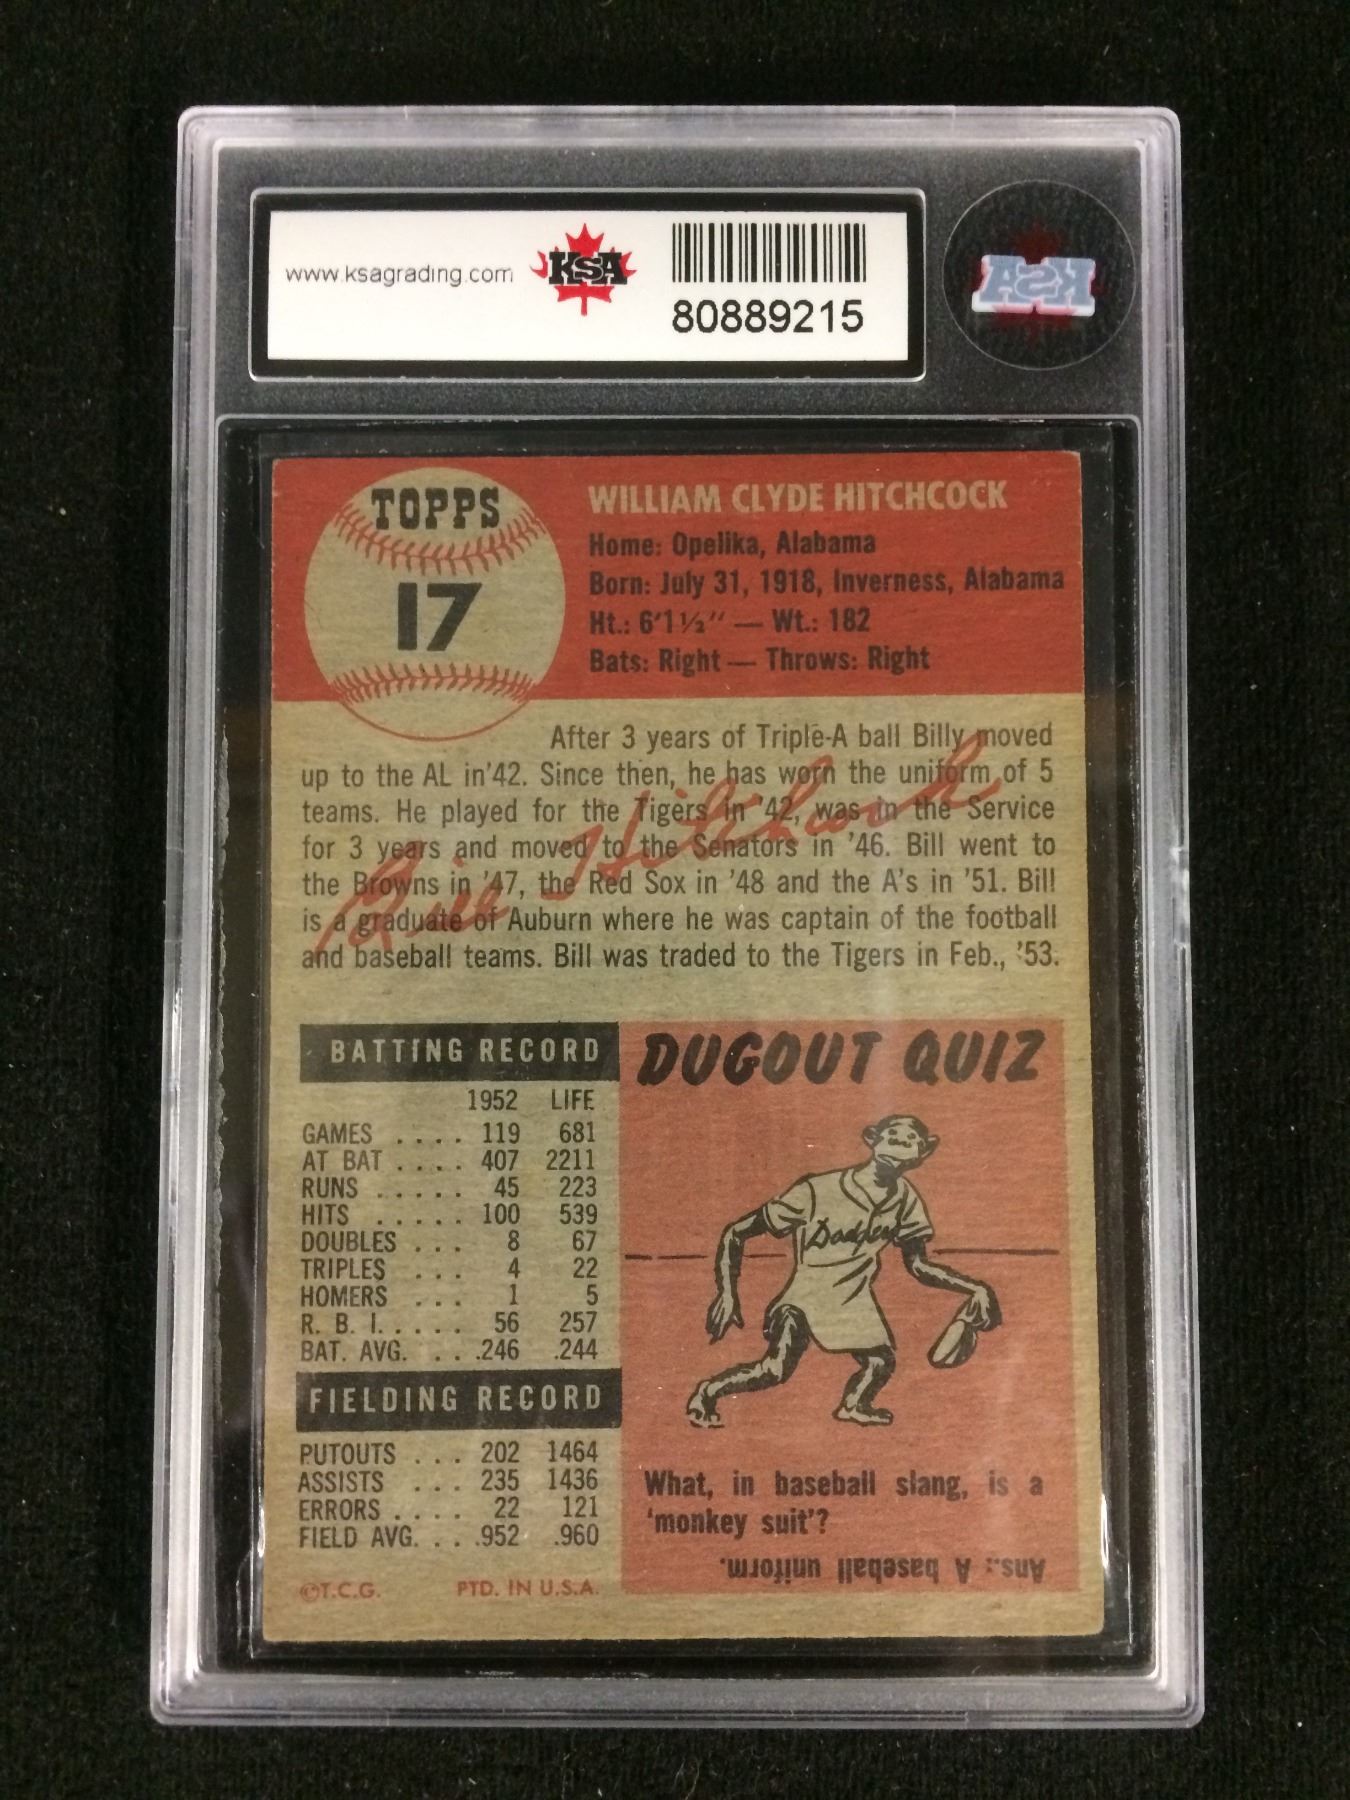 www.ksagrading.com
KSA
80889215
KSA
TOPPS
17
WILLIAM CLYDE HITCHCOCK
Home: Opelika, Alabama
Born: July 31, 1918, Inverness, Alabama
Ht.: 6'1½" — Wt.: 182
Bats: Right — Throws: Right
After 3 years of Triple-A ball Billy moved
up to the AL in '42. Since then, he has worn the uniform of 5
teams. He played for the Tigers in '42, was in the Service
for 3 years and moved to the Senators in '46. Bill went to
the Browns in '47, the Red Sox in '48 and the A's in '51. Bill
is a graduate of Auburn where he was captain of the football
and baseball teams. Bill was traded to the Tigers in Feb., '53.
Bill Hitchcock
BATTING RECORD
1952 LIFE
GAMES .... 119 681
AT BAT .... 407 2211
RUNS ..... 45 223
HITS ..... 100 539
DOUBLES ... 8 67
TRIPLES ... 4 22
HOMERS ... 1 5
R. B. I. .... 56 257
BAT. AVG. .. .246 .244
FIELDING RECORD
PUTOUTS ... 202 1464
ASSISTS ... 235 1436
ERRORS .... 22 121
FIELD AVG. .. .952 .960
©T.C.G. PTD. IN U.S.A.
DUGOUT QUIZ
Dodgers
What, in baseball slang, is a
'monkey suit'?
Ans.: A baseball uniform.